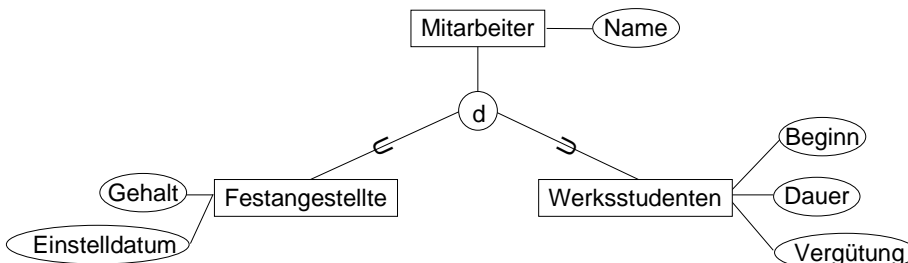 Mitarbeiter Name
d
Beginn
Gehalt Festangestellte Werksstudenten Dauer
Einstelldatum Vergütung